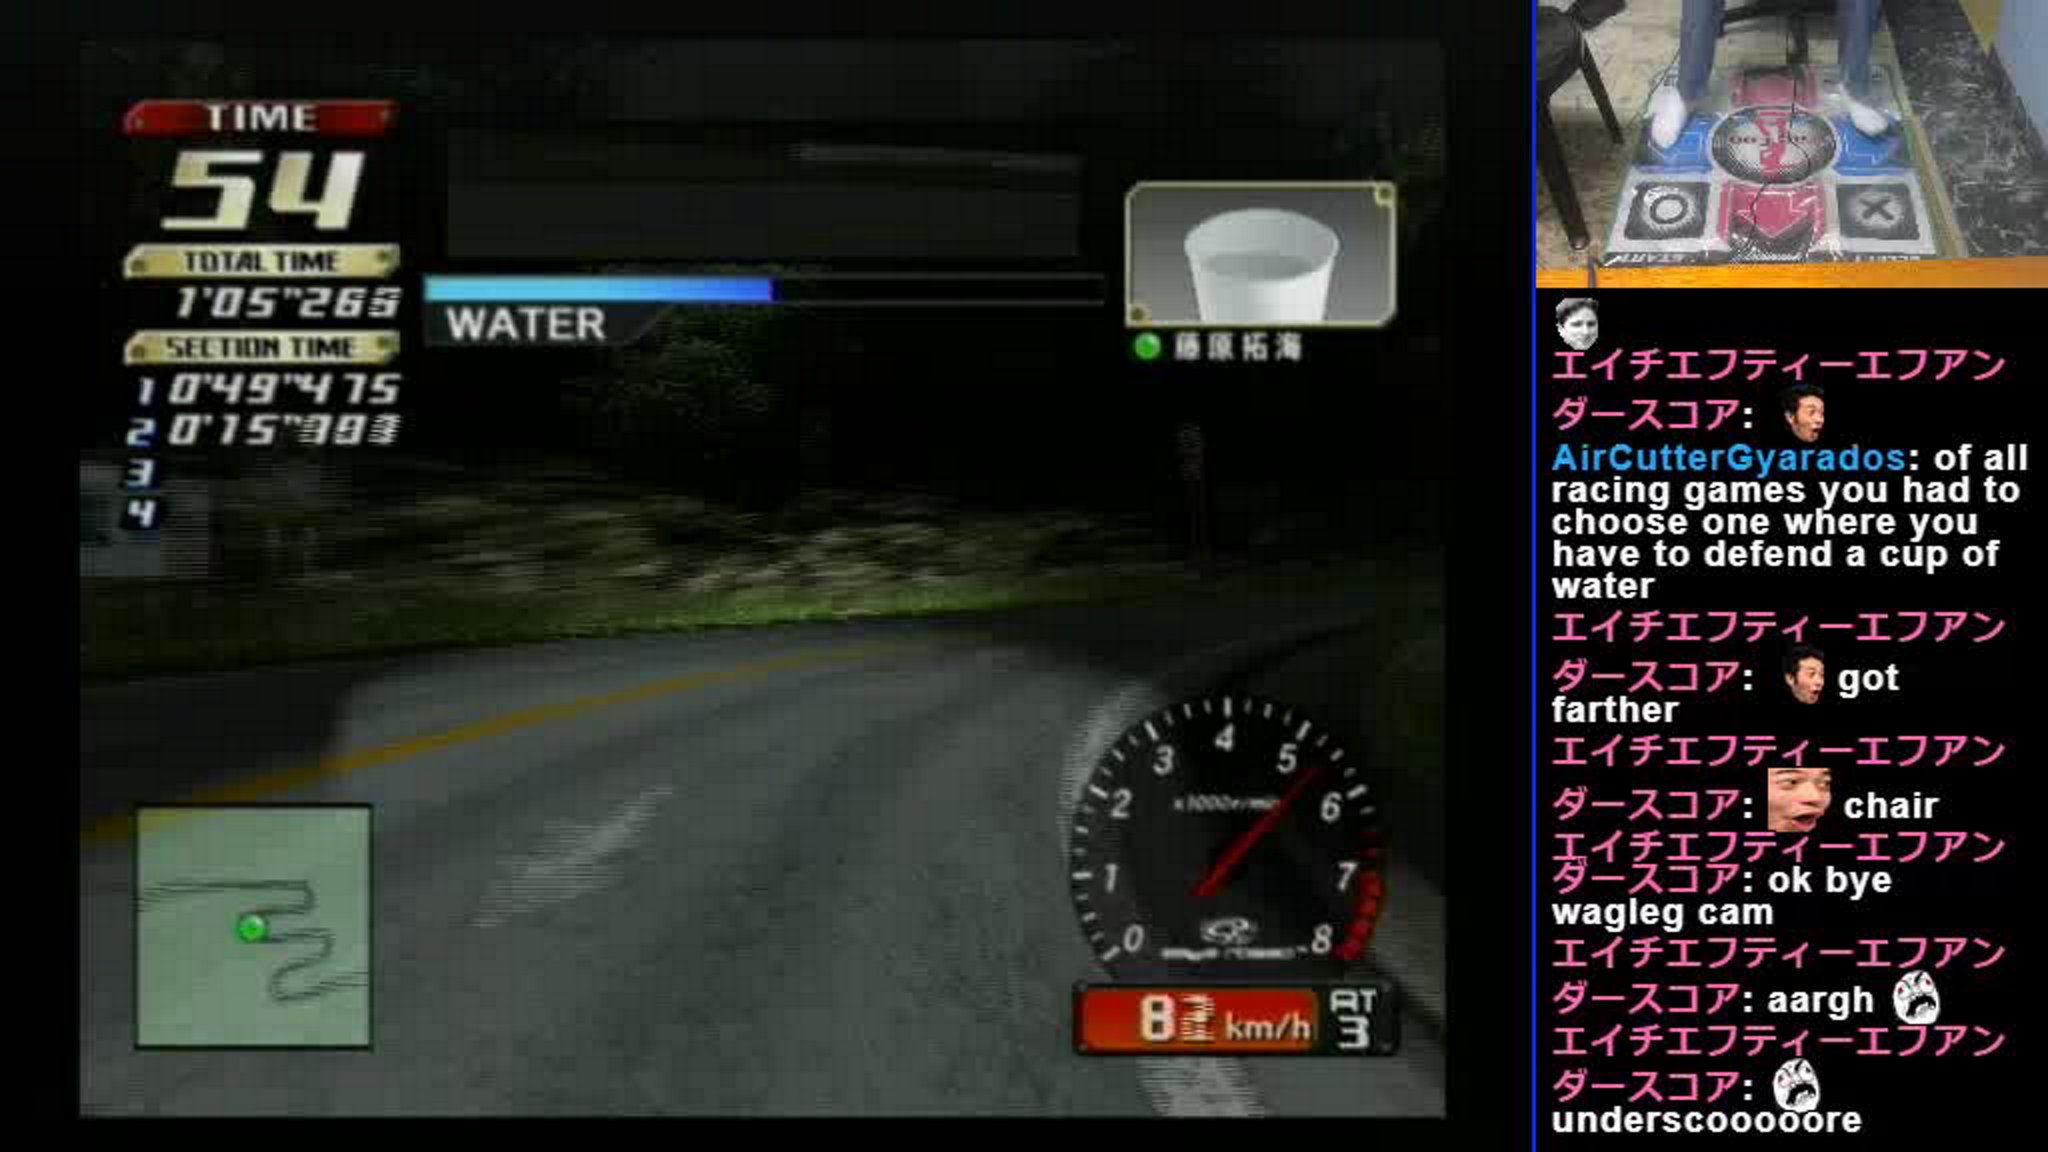 TIME
54
TOTAL TIME
SECTION TIME
1 0'49"475
2
3
4
WATER
藤原拓海
0 1 2 3 4 5 6 7 8
x1000r/min
km/h
AT
3
エイチエフティーエフアン
ダースコア:
AirCutterGyarados: of all
racing games you had to
choose one where you
have to defend a cup of
water
エイチエフティーエフアン
ダースコア: got
farther
エイチエフティーエフアン
ダースコア: chair
エイチエフティーエフアン
ダースコア: ok bye
wagleg cam
エイチエフティーエフアン
ダースコア: aargh
エイチエフティーエフアン
ダースコア:
underscooooore